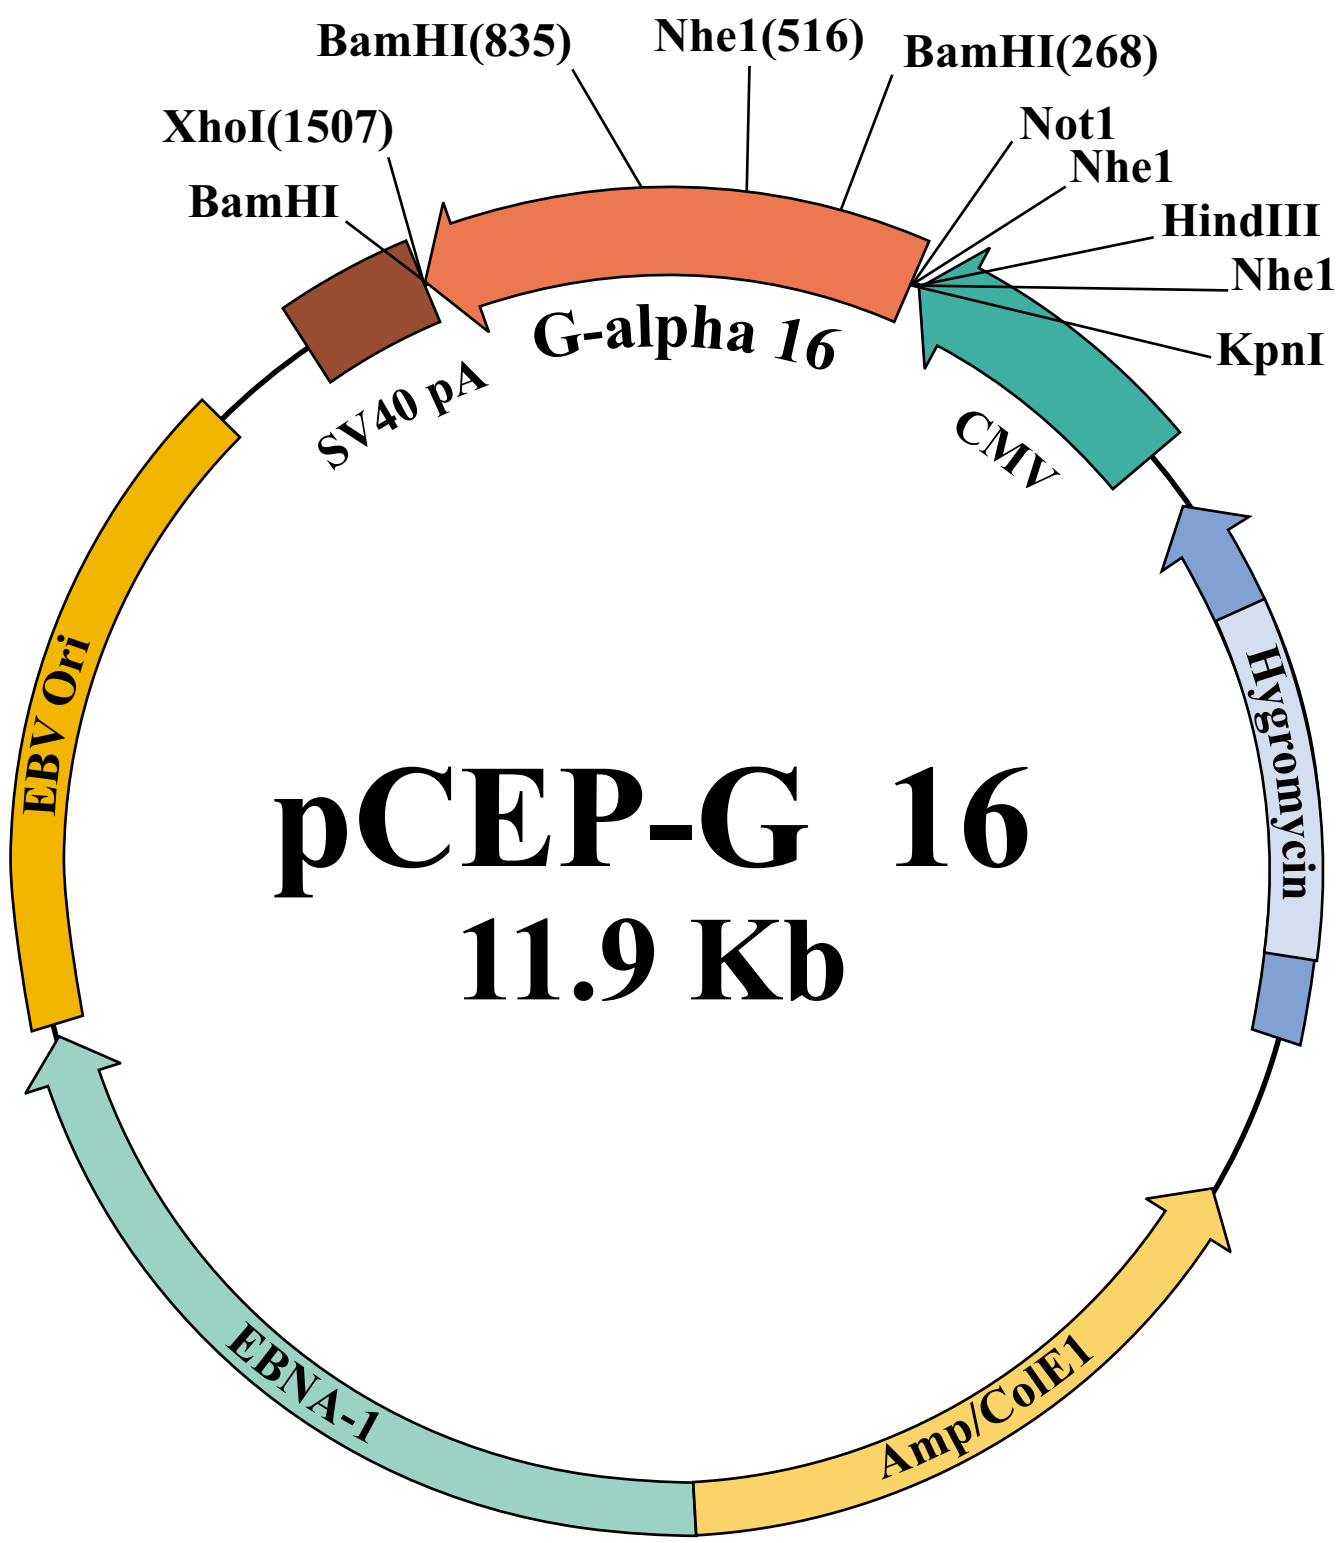 BamHI(835)
Nhe1(516)
BamHI(268)
XhoI(1507)
Not1
Nhe1
BamHI
HindIII
Nhe1
KpnI
G-alpha 16
SV40 pA
CMV
EBV Ori
Hygromycin
pCEP-G 16
11.9 Kb
EBNA-1
Amp/ColE1